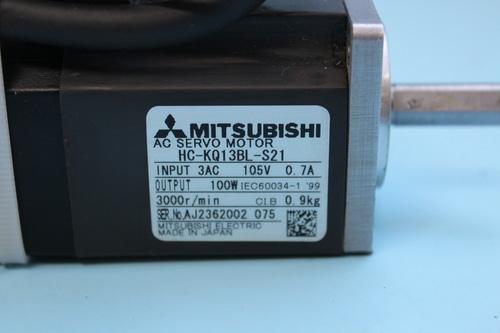 MITSUBISHI
AC SERVO MOTOR
HC-KQ13BL-S21
INPUT 3AC 105V 0.7A
OUTPUT 100W IEC60034-1 '99
3000r/min CI.B 0.9kg
SER.No.AJ2362002 075
MITSUBISHI ELECTRIC
MADE IN JAPAN